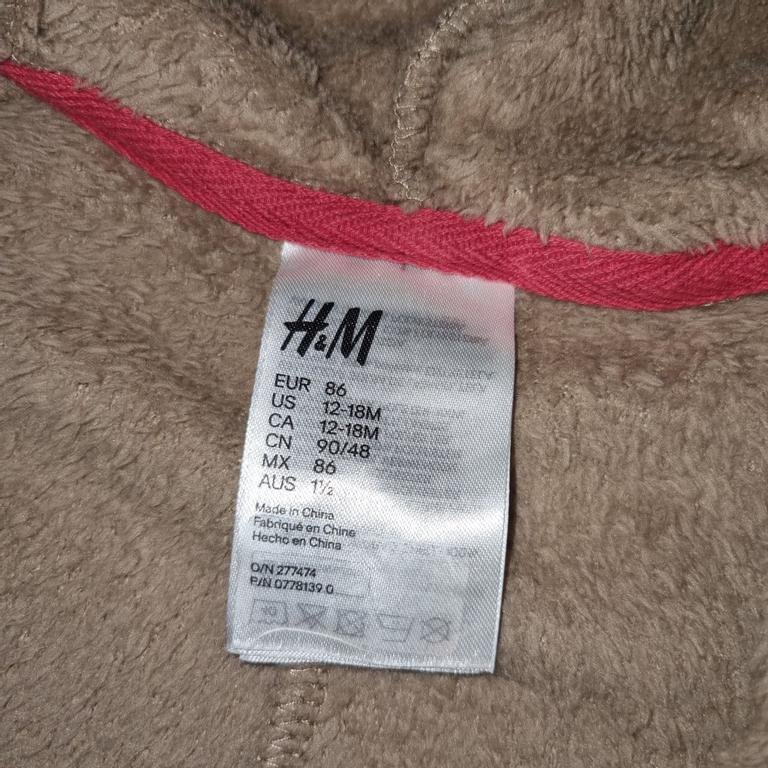 H&M
EUR 86
US 12-18M
CA 12-18M
CN 90/48
MX 86
AUS 1½
Made in China
Fabriqué en Chine
Hecho en China
O/N 277474
P/N 0778139 0